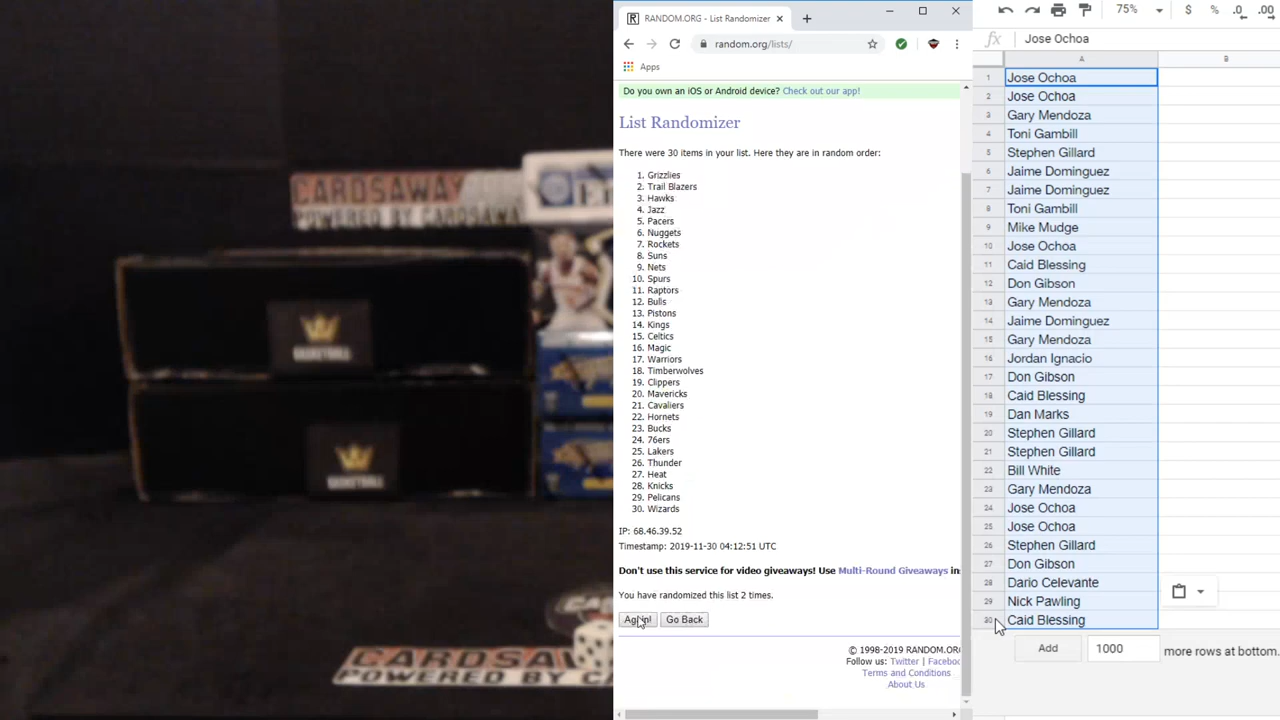 RANDOM.ORG - List Randomizer
random.org/lists/
Apps
Do you own an iOS or Android device? Check out our app!
List Randomizer
There were 30 items in your list. Here they are in random order:
1. Grizzlies
2. Trail Blazers
3. Hawks
4. Jazz
5. Pacers
6. Nuggets
7. Rockets
8. Suns
9. Nets
10. Spurs
11. Raptors
12. Bulls
13. Pistons
14. Kings
15. Celtics
16. Magic
17. Warriors
18. Timberwolves
19. Clippers
20. Mavericks
21. Cavaliers
22. Hornets
23. Bucks
24. 76ers
25. Lakers
26. Thunder
27. Heat
28. Knicks
29. Pelicans
30. Wizards
IP: 68.46.39.52
Timestamp: 2019-11-30 04:12:51 UTC
Don't use this service for video giveaways! Use Multi-Round Giveaways in
You have randomized this list 2 times.
Again! Go Back
© 1998-2019 RANDOM.ORG
Follow us: Twitter | Facebo
Terms and Conditions
About Us
75% $ % .0 .00
fx Jose Ochoa
A B
1 Jose Ochoa
2 Jose Ochoa
3 Gary Mendoza
4 Toni Gambill
5 Stephen Gillard
6 Jaime Dominguez
7 Jaime Dominguez
8 Toni Gambill
9 Mike Mudge
10 Jose Ochoa
11 Caid Blessing
12 Don Gibson
13 Gary Mendoza
14 Jaime Dominguez
15 Gary Mendoza
16 Jordan Ignacio
17 Don Gibson
18 Caid Blessing
19 Dan Marks
20 Stephen Gillard
21 Stephen Gillard
22 Bill White
23 Gary Mendoza
24 Jose Ochoa
25 Jose Ochoa
26 Stephen Gillard
27 Don Gibson
28 Dario Celevante
29 Nick Pawling
30 Caid Blessing
Add 1000 more rows at bottom.
CARDSAWAY
POWERED BY CARDSAWAY
BASKETBALL
BASKETBALL